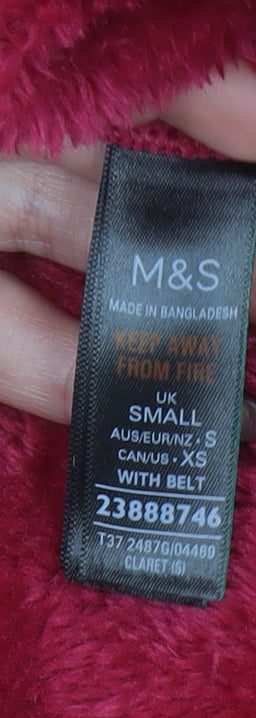 M&S
MADE IN BANGLADESH
KEEP AWAY
FROM FIRE
UK
SMALL
AUS/EUR/NZ · S
CAN/US · XS
WITH BELT
23888746
T37 2487G/04460
CLARET (S)